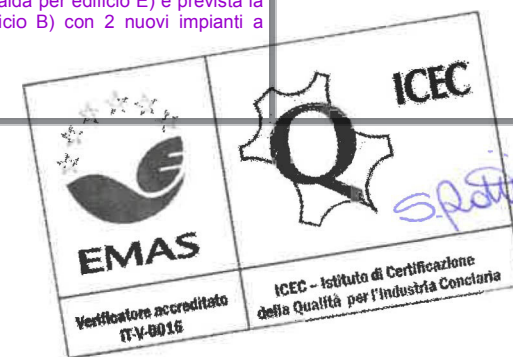 alda per edificio E) è prevista la
icio B) con 2 nuovi impianti a
EMAS
Verificatore accreditato
IT-V-0016
ICEC
Q
ICEC – Istituto di Certificazione
della Qualità per l'Industria Conciaria